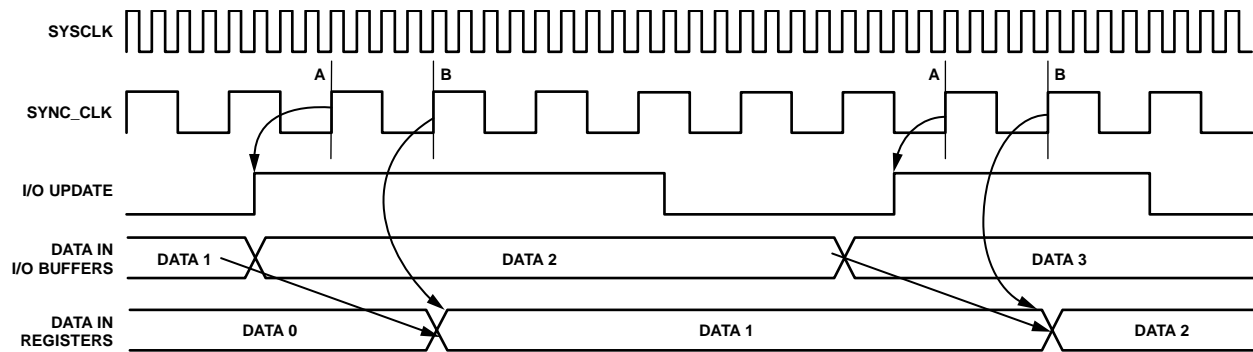 SYSCLK
A B A B
SYNC_CLK
I/O UPDATE
DATA IN
I/O BUFFERS
DATA 1 DATA 2 DATA 3
DATA IN
REGISTERS
DATA 0 DATA 1 DATA 2